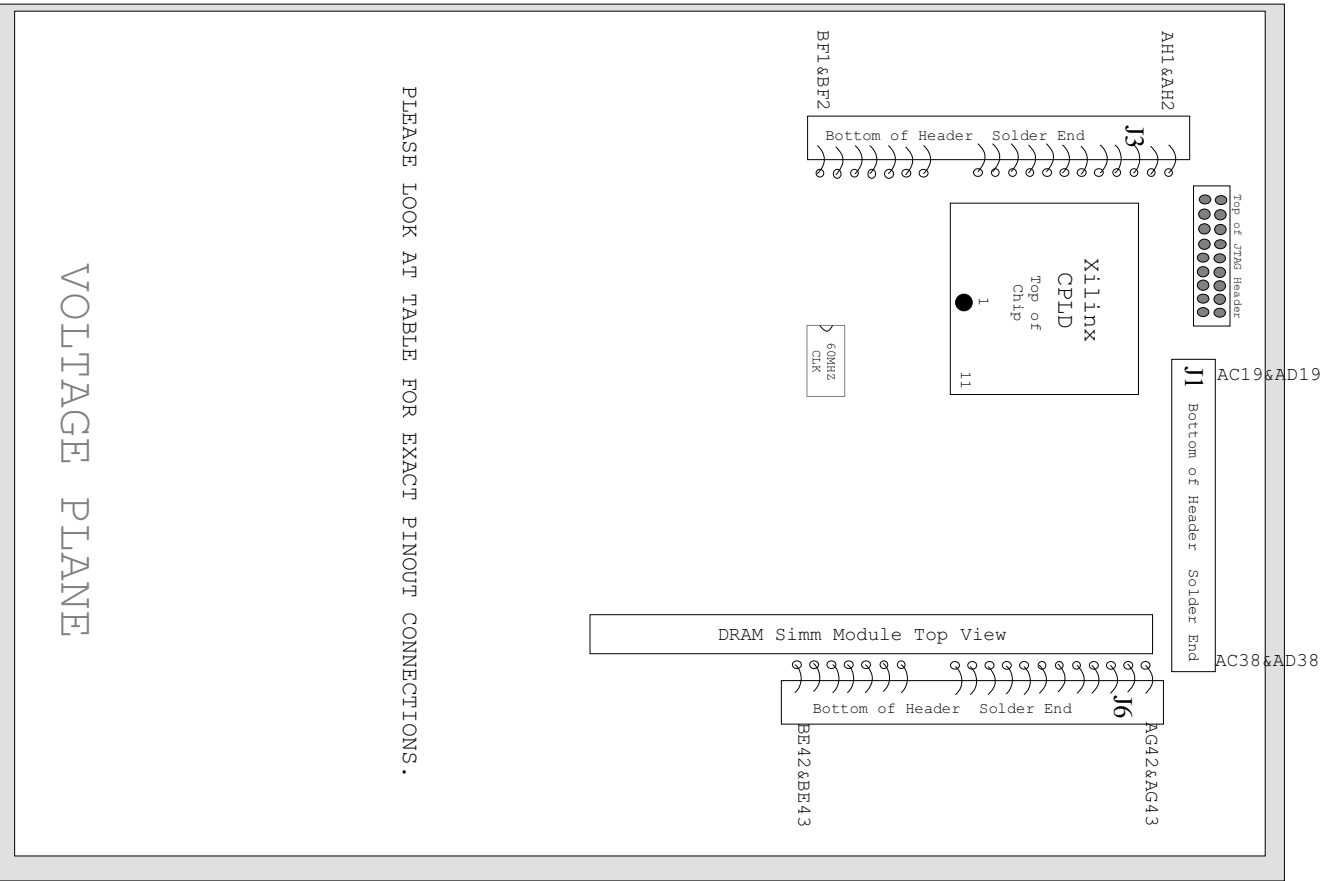 BF1&BF2
AH1&AH2
J3
Bottom of Header Solder End
Top of JTAG Header
Xilinx
CPLD
Top of
Chip
1
11
60MHZ
CLK
J1
Bottom of Header Solder End
AC19&AD19
AC38&AD38
PLEASE LOOK AT TABLE FOR EXACT PINOUT CONNECTIONS.
VOLTAGE PLANE
DRAM Simm Module Top View
Bottom of Header Solder End
J6
BE42&BE43
AG42&AG43